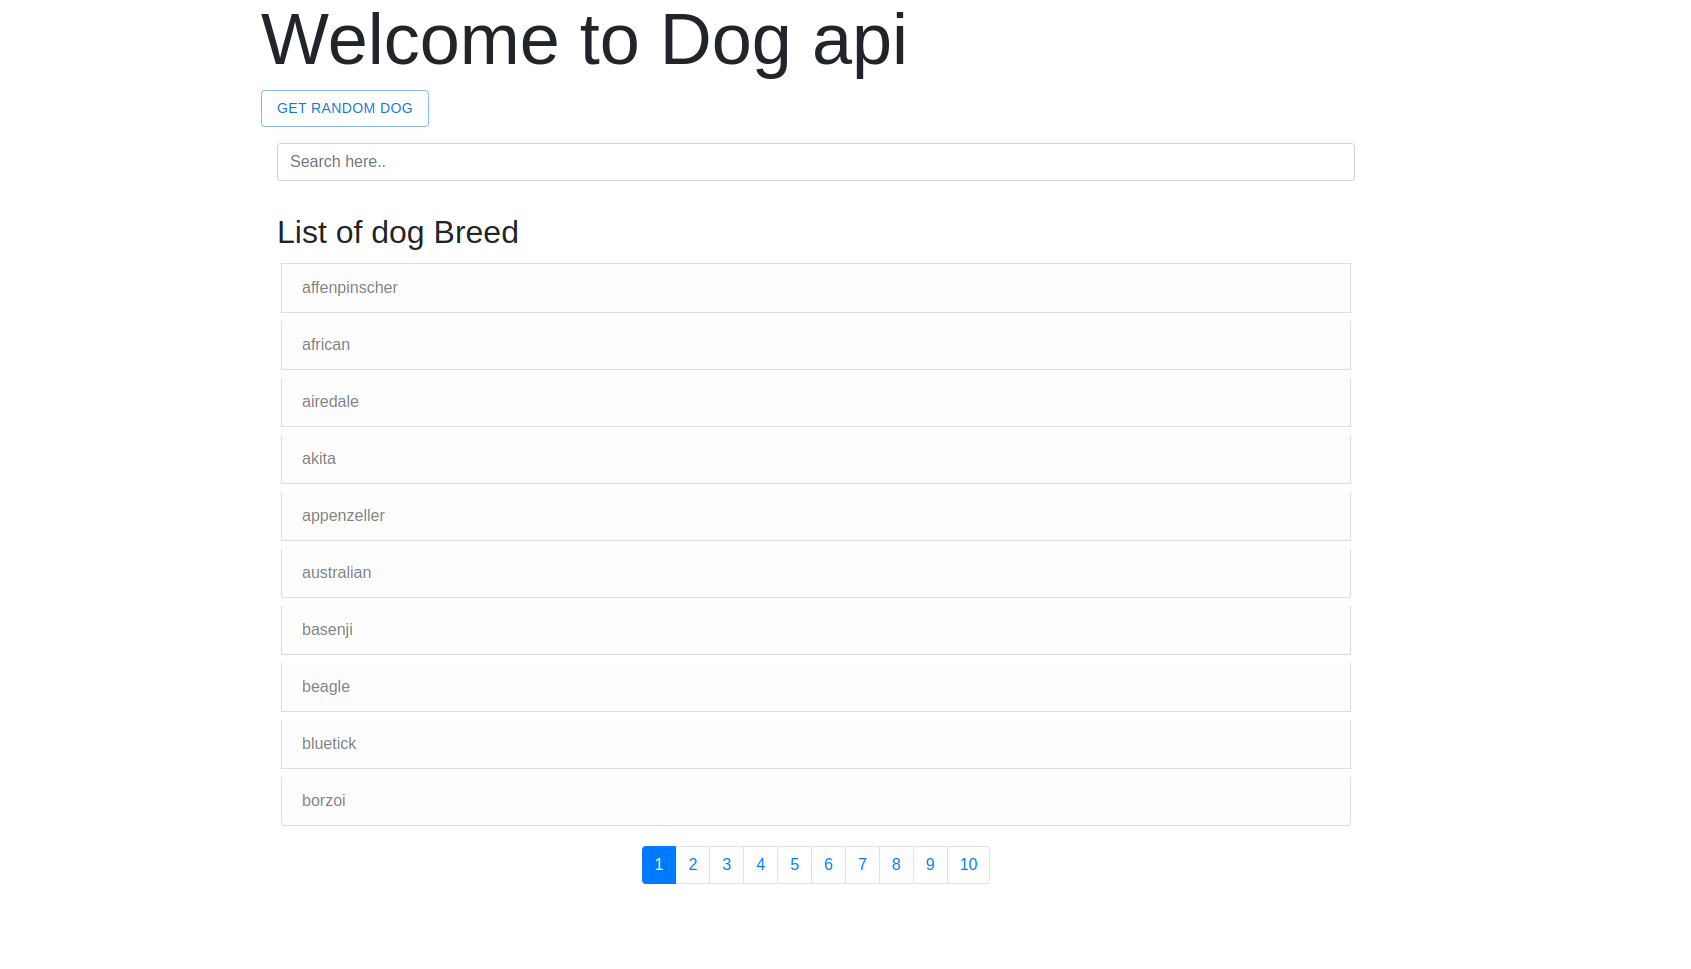 Welcome to Dog api
GET RANDOM DOG
Search here..
List of dog Breed
affenpinscher
african
airedale
akita
appenzeller
australian
basenji
beagle
bluetick
borzoi
1 2 3 4 5 6 7 8 9 10